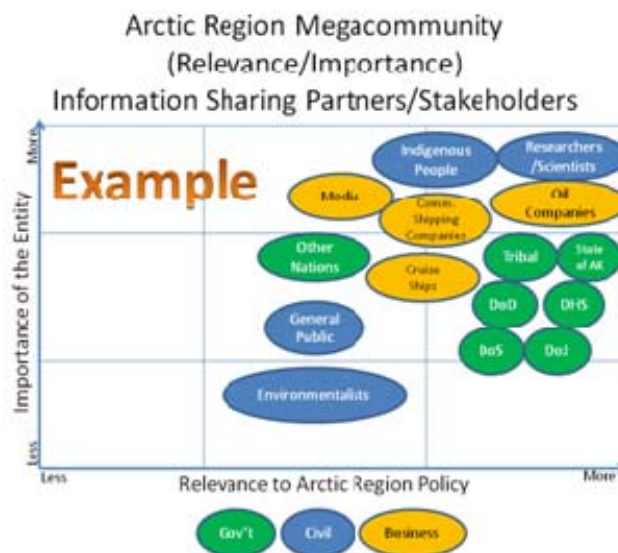 Arctic Region Megacommunity
(Relevance/Importance)
Information Sharing Partners/Stakeholders
More
Example
Indigenous
People
Researchers
/Scientists
Media
Comm.
Shipping
Companies
Oil
Companies
Other
Nations
Tribal
State
of AK
Cruise
Ships
DoD
DHS
General
Public
DoS
DoJ
Environmentalists
Importance of the Entity
Less
Less
More
Relevance to Arctic Region Policy
Gov't
Civil
Business